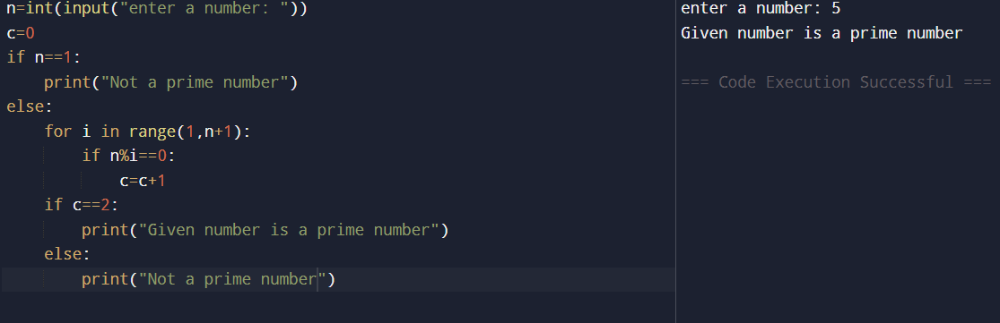 n=int(input("enter a number: "))
c=0
if n==1:
    print("Not a prime number")
else:
    for i in range(1,n+1):
        if n%i==0:
            c=c+1
    if c==2:
        print("Given number is a prime number")
    else:
        print("Not a prime number")
enter a number: 5
Given number is a prime number
=== Code Execution Successful ===